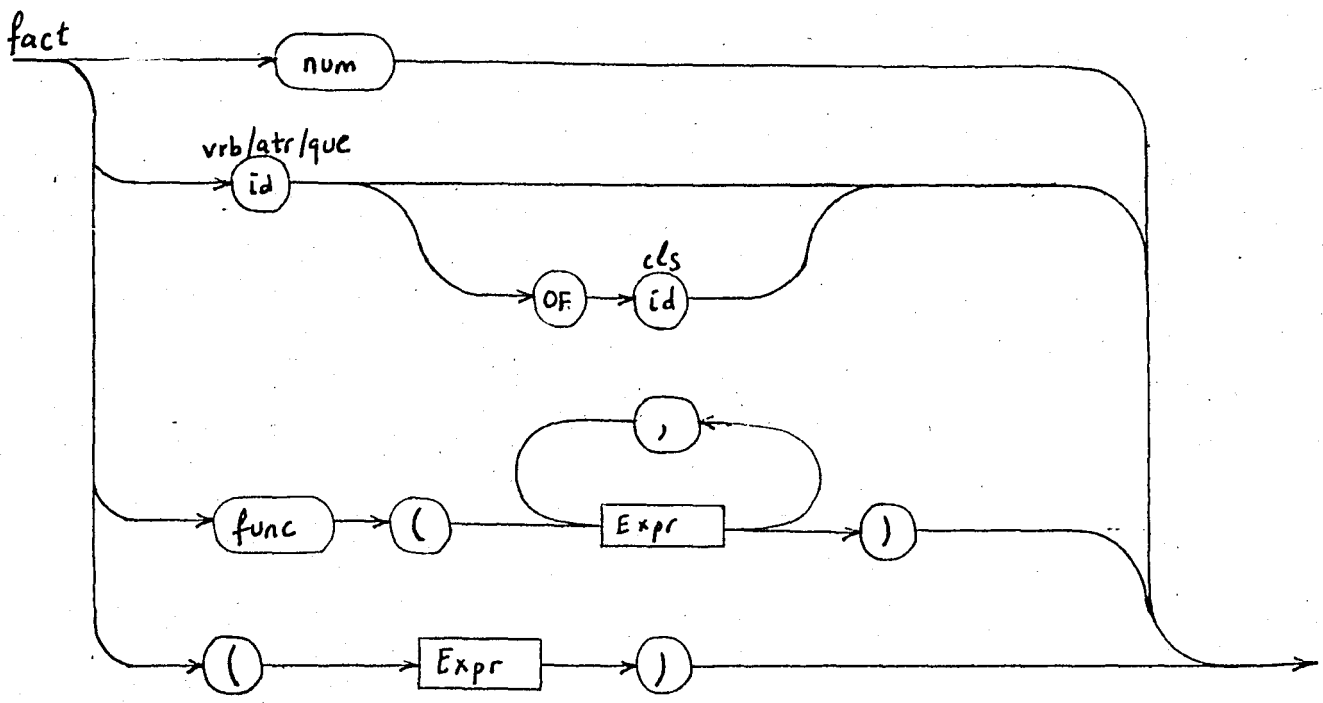 fact
num
vrb/atr/que
id
cls
OF id
,
func ( Expr )
( Expr )